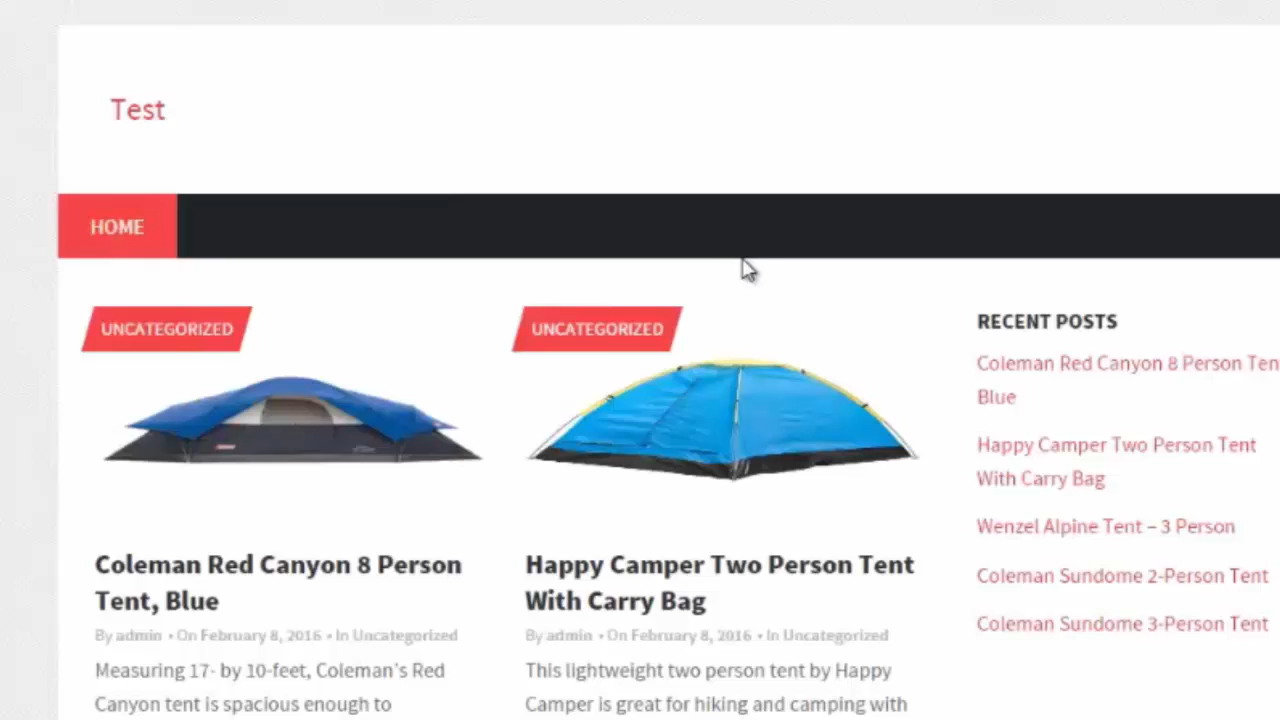 Test
HOME
UNCATEGORIZED
Coleman Red Canyon 8 Person
Tent, Blue
By admin • On February 8, 2016 • In Uncategorized
Measuring 17- by 10-feet, Coleman's Red
Canyon tent is spacious enough to
UNCATEGORIZED
Happy Camper Two Person Tent
With Carry Bag
By admin • On February 8, 2016 • In Uncategorized
This lightweight two person tent by Happy
Camper is great for hiking and camping with
RECENT POSTS
Coleman Red Canyon 8 Person Ten
Blue
Happy Camper Two Person Tent
With Carry Bag
Wenzel Alpine Tent – 3 Person
Coleman Sundome 2-Person Tent
Coleman Sundome 3-Person Tent